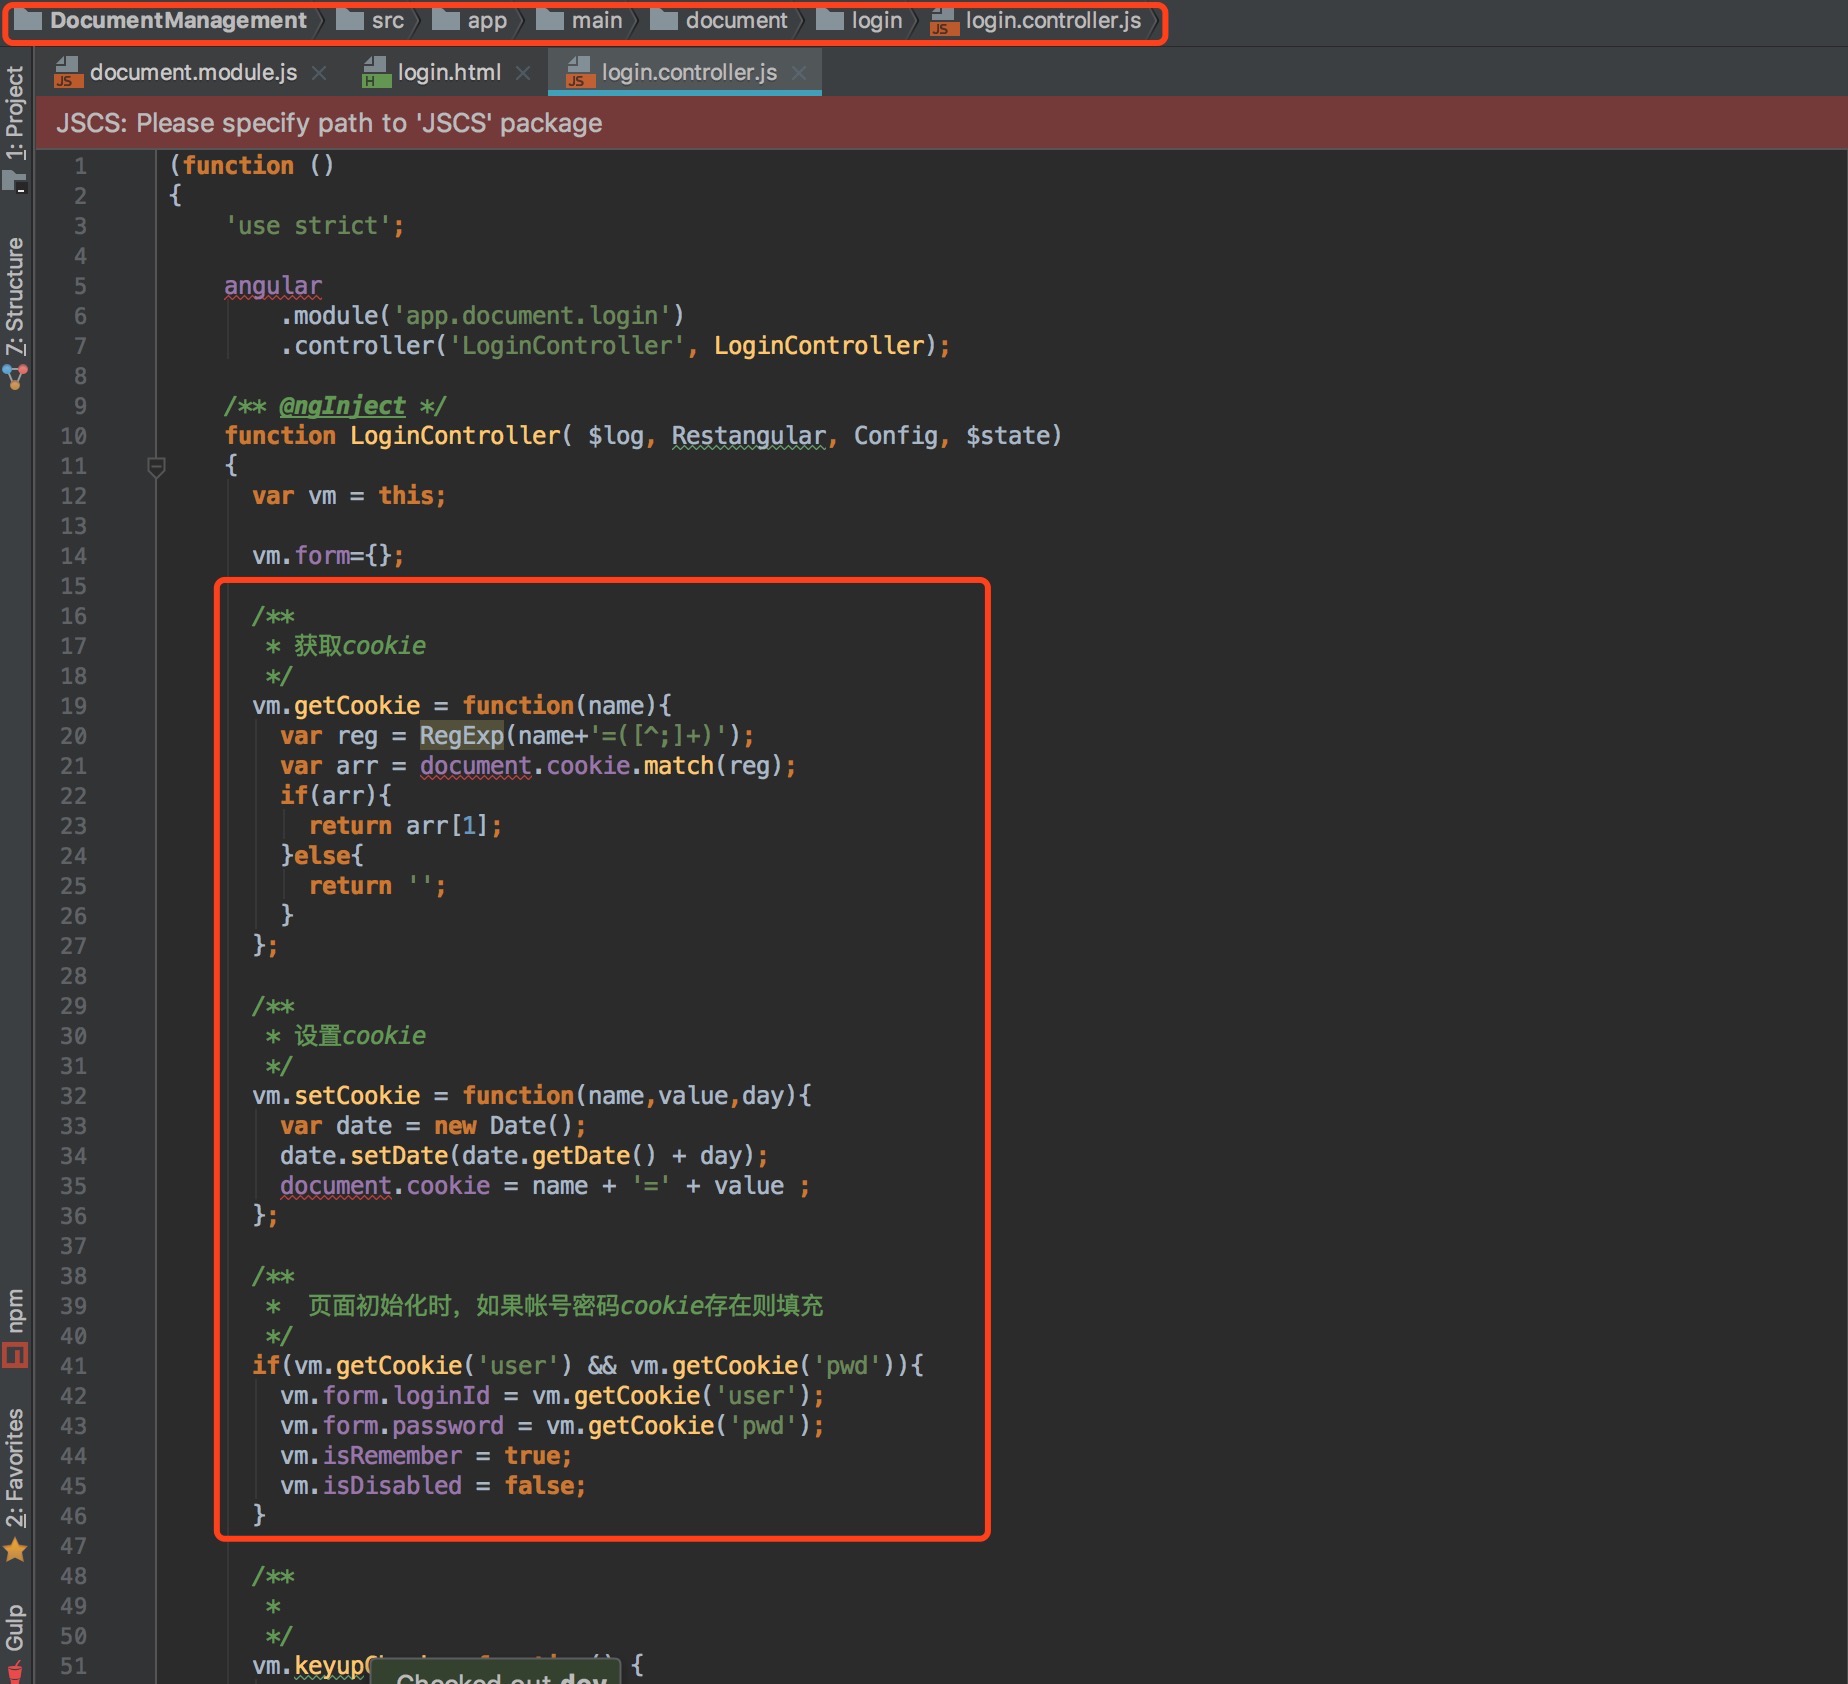 DocumentManagement src app main document login login.controller.js
document.module.js login.html login.controller.js
JSCS: Please specify path to 'JSCS' package
1: Project
7: Structure
npm
2: Favorites
Gulp
1 (function ()
2 {
3 'use strict';
4
5 angular
6 .module('app.document.login')
7 .controller('LoginController', LoginController);
8
9 /** @ngInject */
10 function LoginController( $log, Restangular, Config, $state)
11 {
12 var vm = this;
13
14 vm.form={};
15
16 /**
17 * 获取cookie
18 */
19 vm.getCookie = function(name){
20 var reg = RegExp(name+'=([^;]+)');
21 var arr = document.cookie.match(reg);
22 if(arr){
23 return arr[1];
24 }else{
25 return '';
26 }
27 };
28
29 /**
30 * 设置cookie
31 */
32 vm.setCookie = function(name,value,day){
33 var date = new Date();
34 date.setDate(date.getDate() + day);
35 document.cookie = name + '=' + value ;
36 };
37
38 /**
39 * 页面初始化时，如果帐号密码cookie存在则填充
40 */
41 if(vm.getCookie('user') && vm.getCookie('pwd')){
42 vm.form.loginId = vm.getCookie('user');
43 vm.form.password = vm.getCookie('pwd');
44 vm.isRemember = true;
45 vm.isDisabled = false;
46 }
47
48 /**
49 *
50 */
51 {
Checked out dev